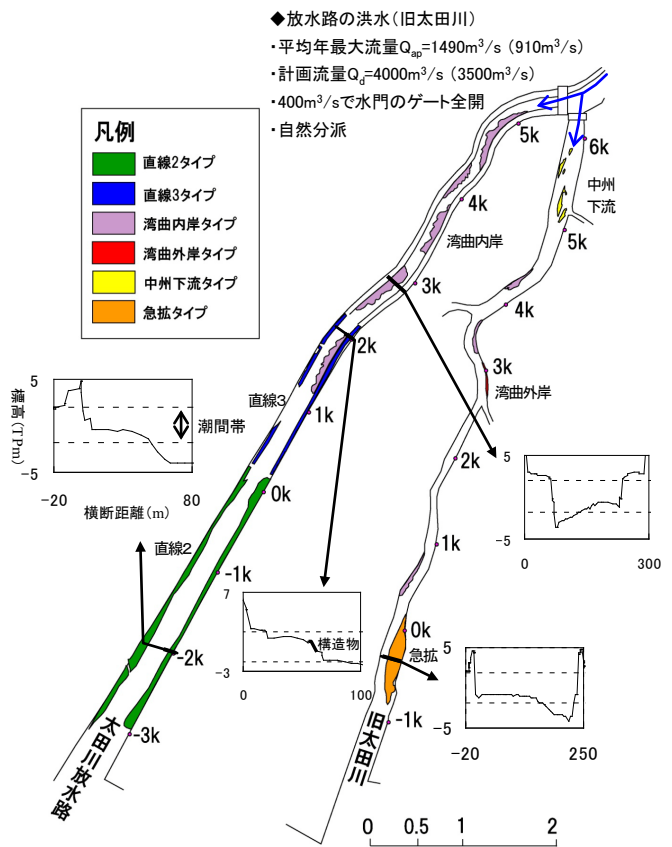 ◆放水路の洪水(旧太田川)
・平均年最大流量Qap=1490m³/s (910m³/s)
・計画流量Qd=4000m³/s (3500m³/s)
・400m³/sで水門のゲート全開
・自然分派
凡例
直線2タイプ
直線3タイプ
湾曲内岸タイプ
湾曲外岸タイプ
中州下流タイプ
急拡タイプ
5k
6k
中州
下流
4k
湾曲内岸
5k
3k
4k
2k
3k
湾曲外岸
直線3
1k
2k
0k
1k
直線2
-1k
0k
-2k
急拡
-3k
-1k
太田川放水路
旧太田川
5
標高(TPm)
潮間帯
-5
-20
80
横断距離(m)
5
-5
0
300
7
構造物
-3
0
100
5
5
-5
-20
250
0
0.5
1
2